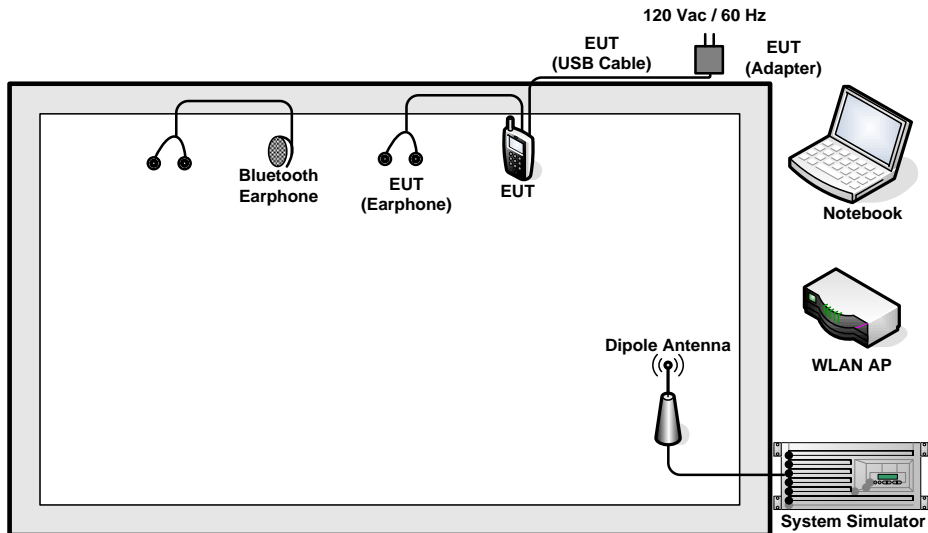 120 Vac / 60 Hz
EUT
(USB Cable)
EUT
(Adapter)
Bluetooth
Earphone
EUT
(Earphone)
EUT
Notebook
Dipole Antenna
WLAN AP
System Simulator